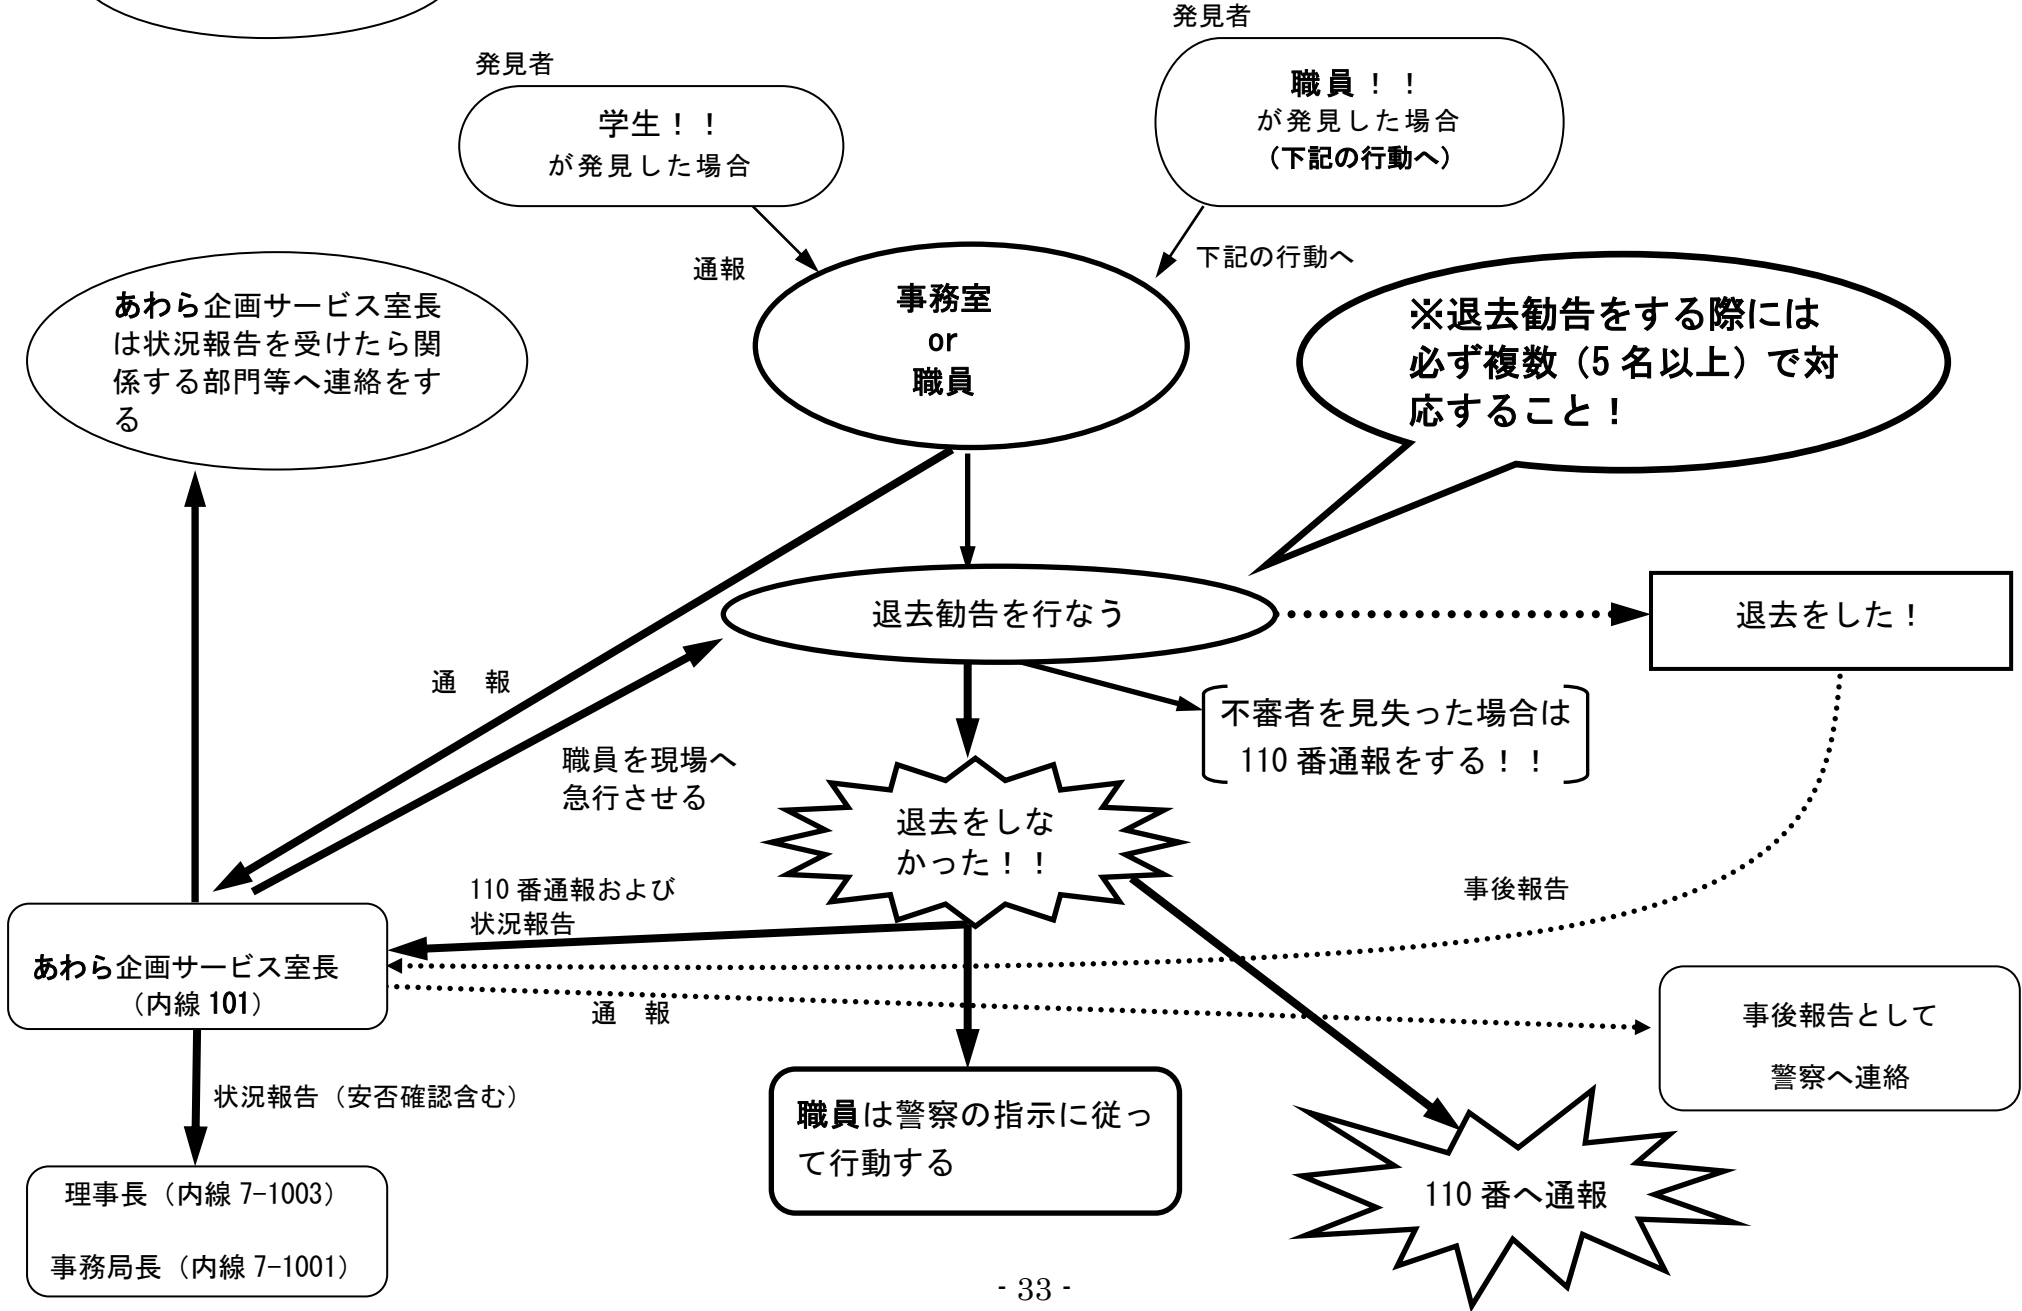 発見者
発見者
職員！！
が発見した場合
（下記の行動へ）
学生！！
が発見した場合
通報
下記の行動へ
事務室
or
職員
あわら企画サービス室長
は状況報告を受けたら関
係する部門等へ連絡をす
る
※退去勧告をする際には
必ず複数（5 名以上）で対
応すること！
退去勧告を行なう
退去をした！
通　報
不審者を見失った場合は
110 番通報をする！！
職員を現場へ
急行させる
退去をしな
かった！！
110 番通報および
状況報告
事後報告
あわら企画サービス室長
（内線 101）
通　報
事後報告として
警察へ連絡
状況報告（安否確認含む）
職員は警察の指示に従っ
て行動する
110 番へ通報
理事長（内線 7-1003）
事務局長（内線 7-1001）
- 33 -